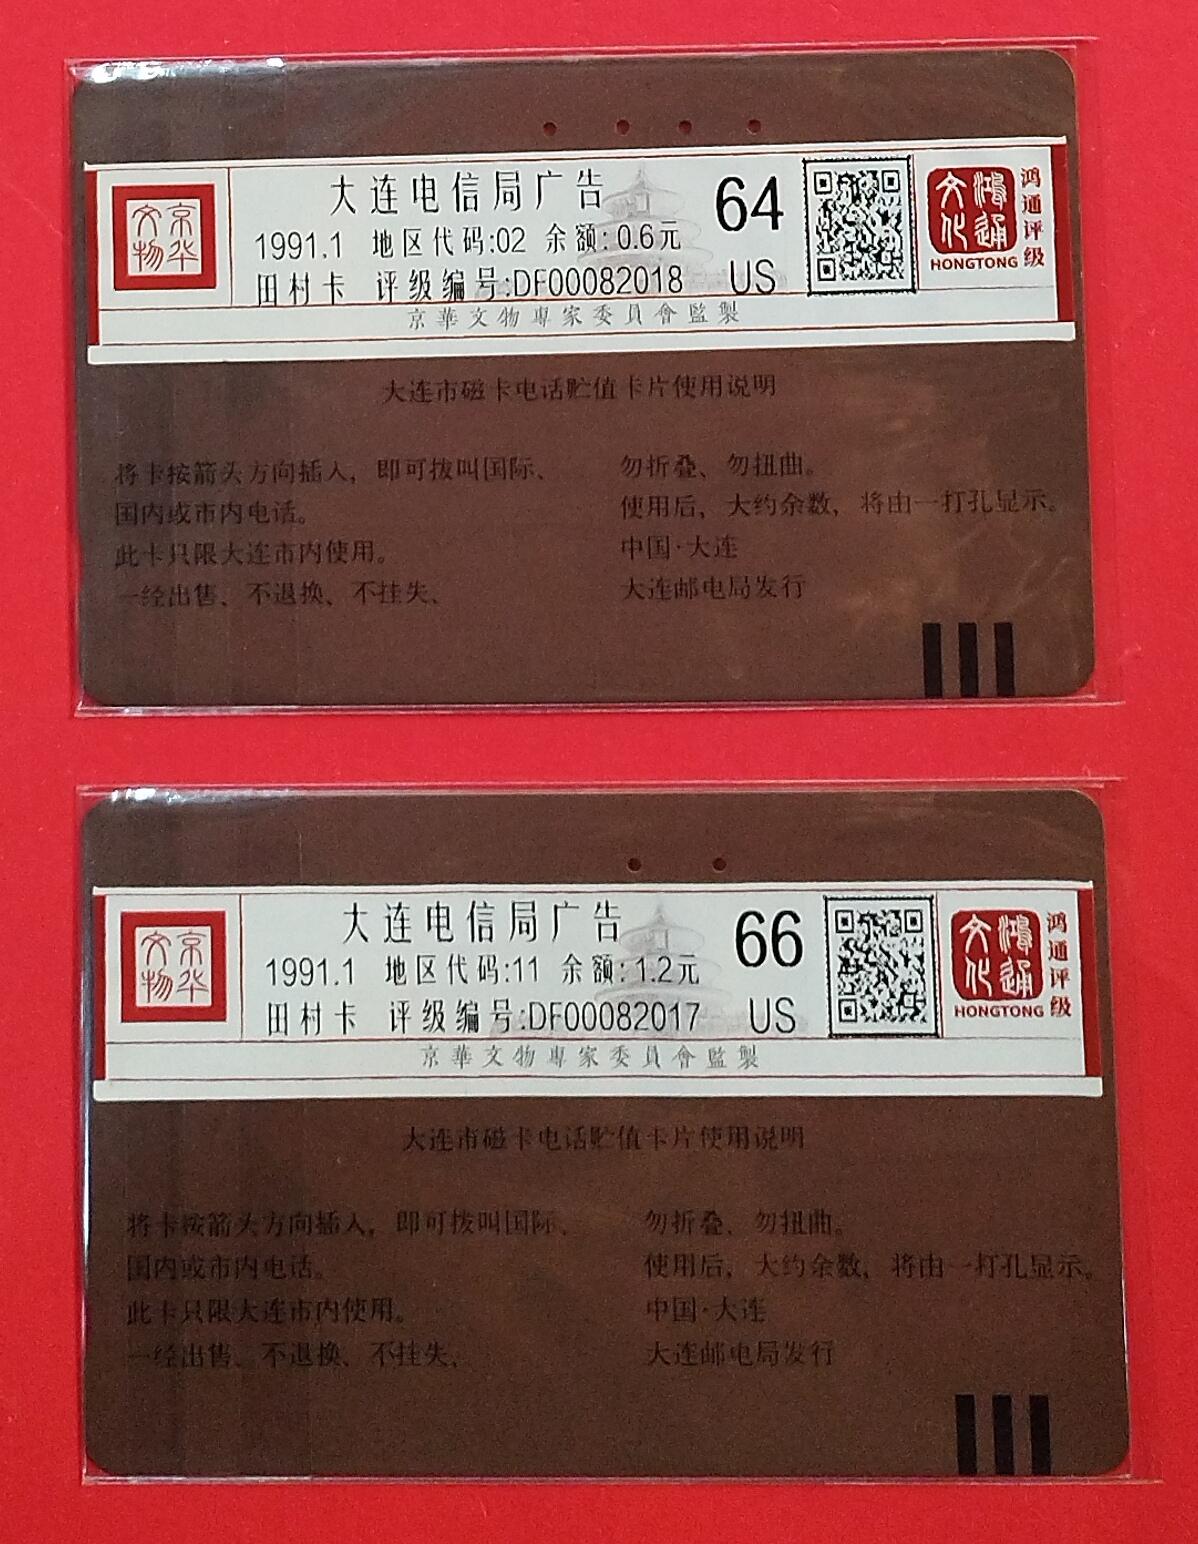 京华
文物
大连电信局广告
1991.1 地区代码:02 余额:0.6元
田村卡 评级编号:DF00082018
64
US
鸿通
文化
HONGTONG
鸿通评级
京華文物專家委員會監製
大连市磁卡电话贮值卡片使用说明
将卡按箭头方向插入，即可拨叫国际、
国内或市内电话。
此卡只限大连市内使用。
一经出售、不退换、不挂失、
勿折叠、勿扭曲。
使用后，大约余数，将由一打孔显示。
中国·大连
大连邮电局发行
京华
文物
大连电信局广告
1991.1 地区代码:11 余额:1.2元
田村卡 评级编号:DF00082017
66
US
鸿通
文化
HONGTONG
鸿通评级
京華文物專家委員會監製
大连市磁卡电话贮值卡片使用说明
将卡按箭头方向插入，即可拨叫国际、
国内或市内电话。
此卡只限大连市内使用。
一经出售、不退换、不挂失、
勿折叠、勿扭曲。
使用后，大约余数，将由一打孔显示。
中国·大连
大连邮电局发行